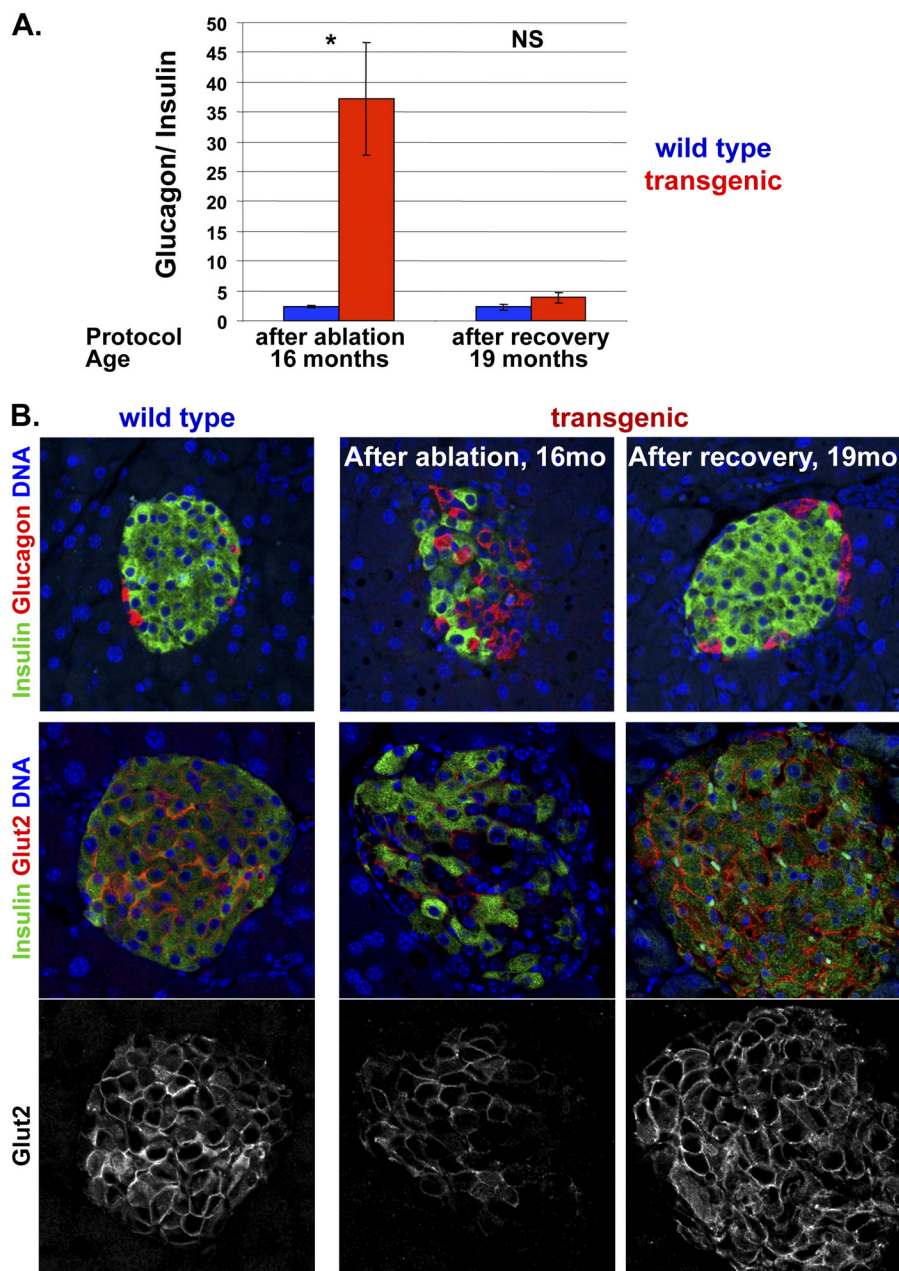 A.
50
45
40
35
30
25
20
15
10
5
0
Glucagon/ Insulin
*
NS
wild type
transgenic
Protocol after ablation after recovery
Age 16 months 19 months
B.
wild type transgenic
After ablation, 16mo After recovery, 19mo
Insulin Glucagon DNA
Insulin Glut2 DNA
Glut2